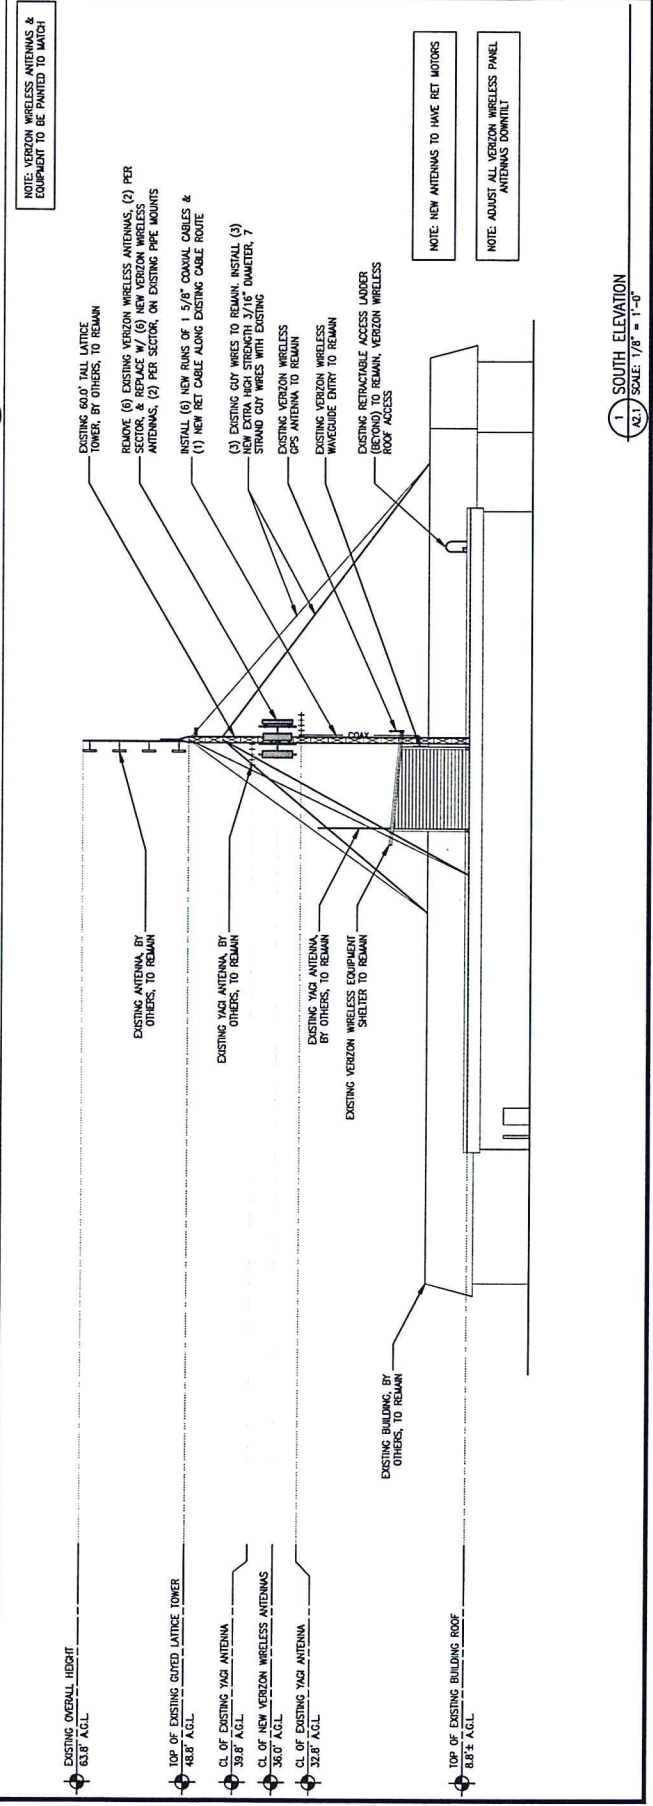 NOTE: VERIZON WIRELESS ANTENNAS &
EQUIPMENT TO BE PAINTED TO MATCH
EXISTING 60.0' TALL LATTICE
TOWER, BY OTHERS, TO REMAIN
REMOVE (6) EXISTING VERIZON WIRELESS ANTENNAS, (2) PER
SECTOR, & REPLACE W/ (6) NEW VERIZON WIRELESS
ANTENNAS, (2) PER SECTOR, ON EXISTING PIPE MOUNTS
INSTALL (6) NEW RUNS OF 1 5/8" COAXIAL CABLES &
(1) NEW RET CABLE ALONG EXISTING CABLE ROUTE
(3) EXISTING GUY WIRES TO REMAIN. INSTALL (3)
NEW EXTRA HIGH STRENGTH 3/16" DIAMETER, 7
STRAND GUY WIRES WITH EXISTING
EXISTING VERIZON WIRELESS
GPS ANTENNA TO REMAIN
EXISTING VERIZON WIRELESS
WAVEGUIDE ENTRY TO REMAIN
EXISTING RETRACTABLE ACCESS LADDER
(BEYOND) TO REMAIN, VERIZON WIRELESS
ROOF ACCESS
NOTE: NEW ANTENNAS TO HAVE RET MOTORS
NOTE: ADJUST ALL VERIZON WIRELESS PANEL
ANTENNAS DOWNTILT
COAX
EXISTING ANTENNA, BY
OTHERS, TO REMAIN
EXISTING YAGI ANTENNA, BY
OTHERS, TO REMAIN
EXISTING YAGI ANTENNA,
BY OTHERS, TO REMAIN
EXISTING VERIZON WIRELESS EQUIPMENT
SHELTER TO REMAIN
EXISTING BUILDING, BY
OTHERS, TO REMAIN
EXISTING OVERALL HEIGHT
63.8' A.G.L.
TOP OF EXISTING GUYED LATTICE TOWER
48.8' A.G.L.
CL OF EXISTING YAGI ANTENNA
39.8' A.G.L.
CL OF NEW VERIZON WIRELESS ANTENNAS
36.0' A.G.L.
CL OF EXISTING YAGI ANTENNA
32.8' A.G.L.
TOP OF EXISTING BUILDING ROOF
8.8'± A.G.L.
1
A2.1
SOUTH ELEVATION
SCALE: 1/8" = 1'-0"